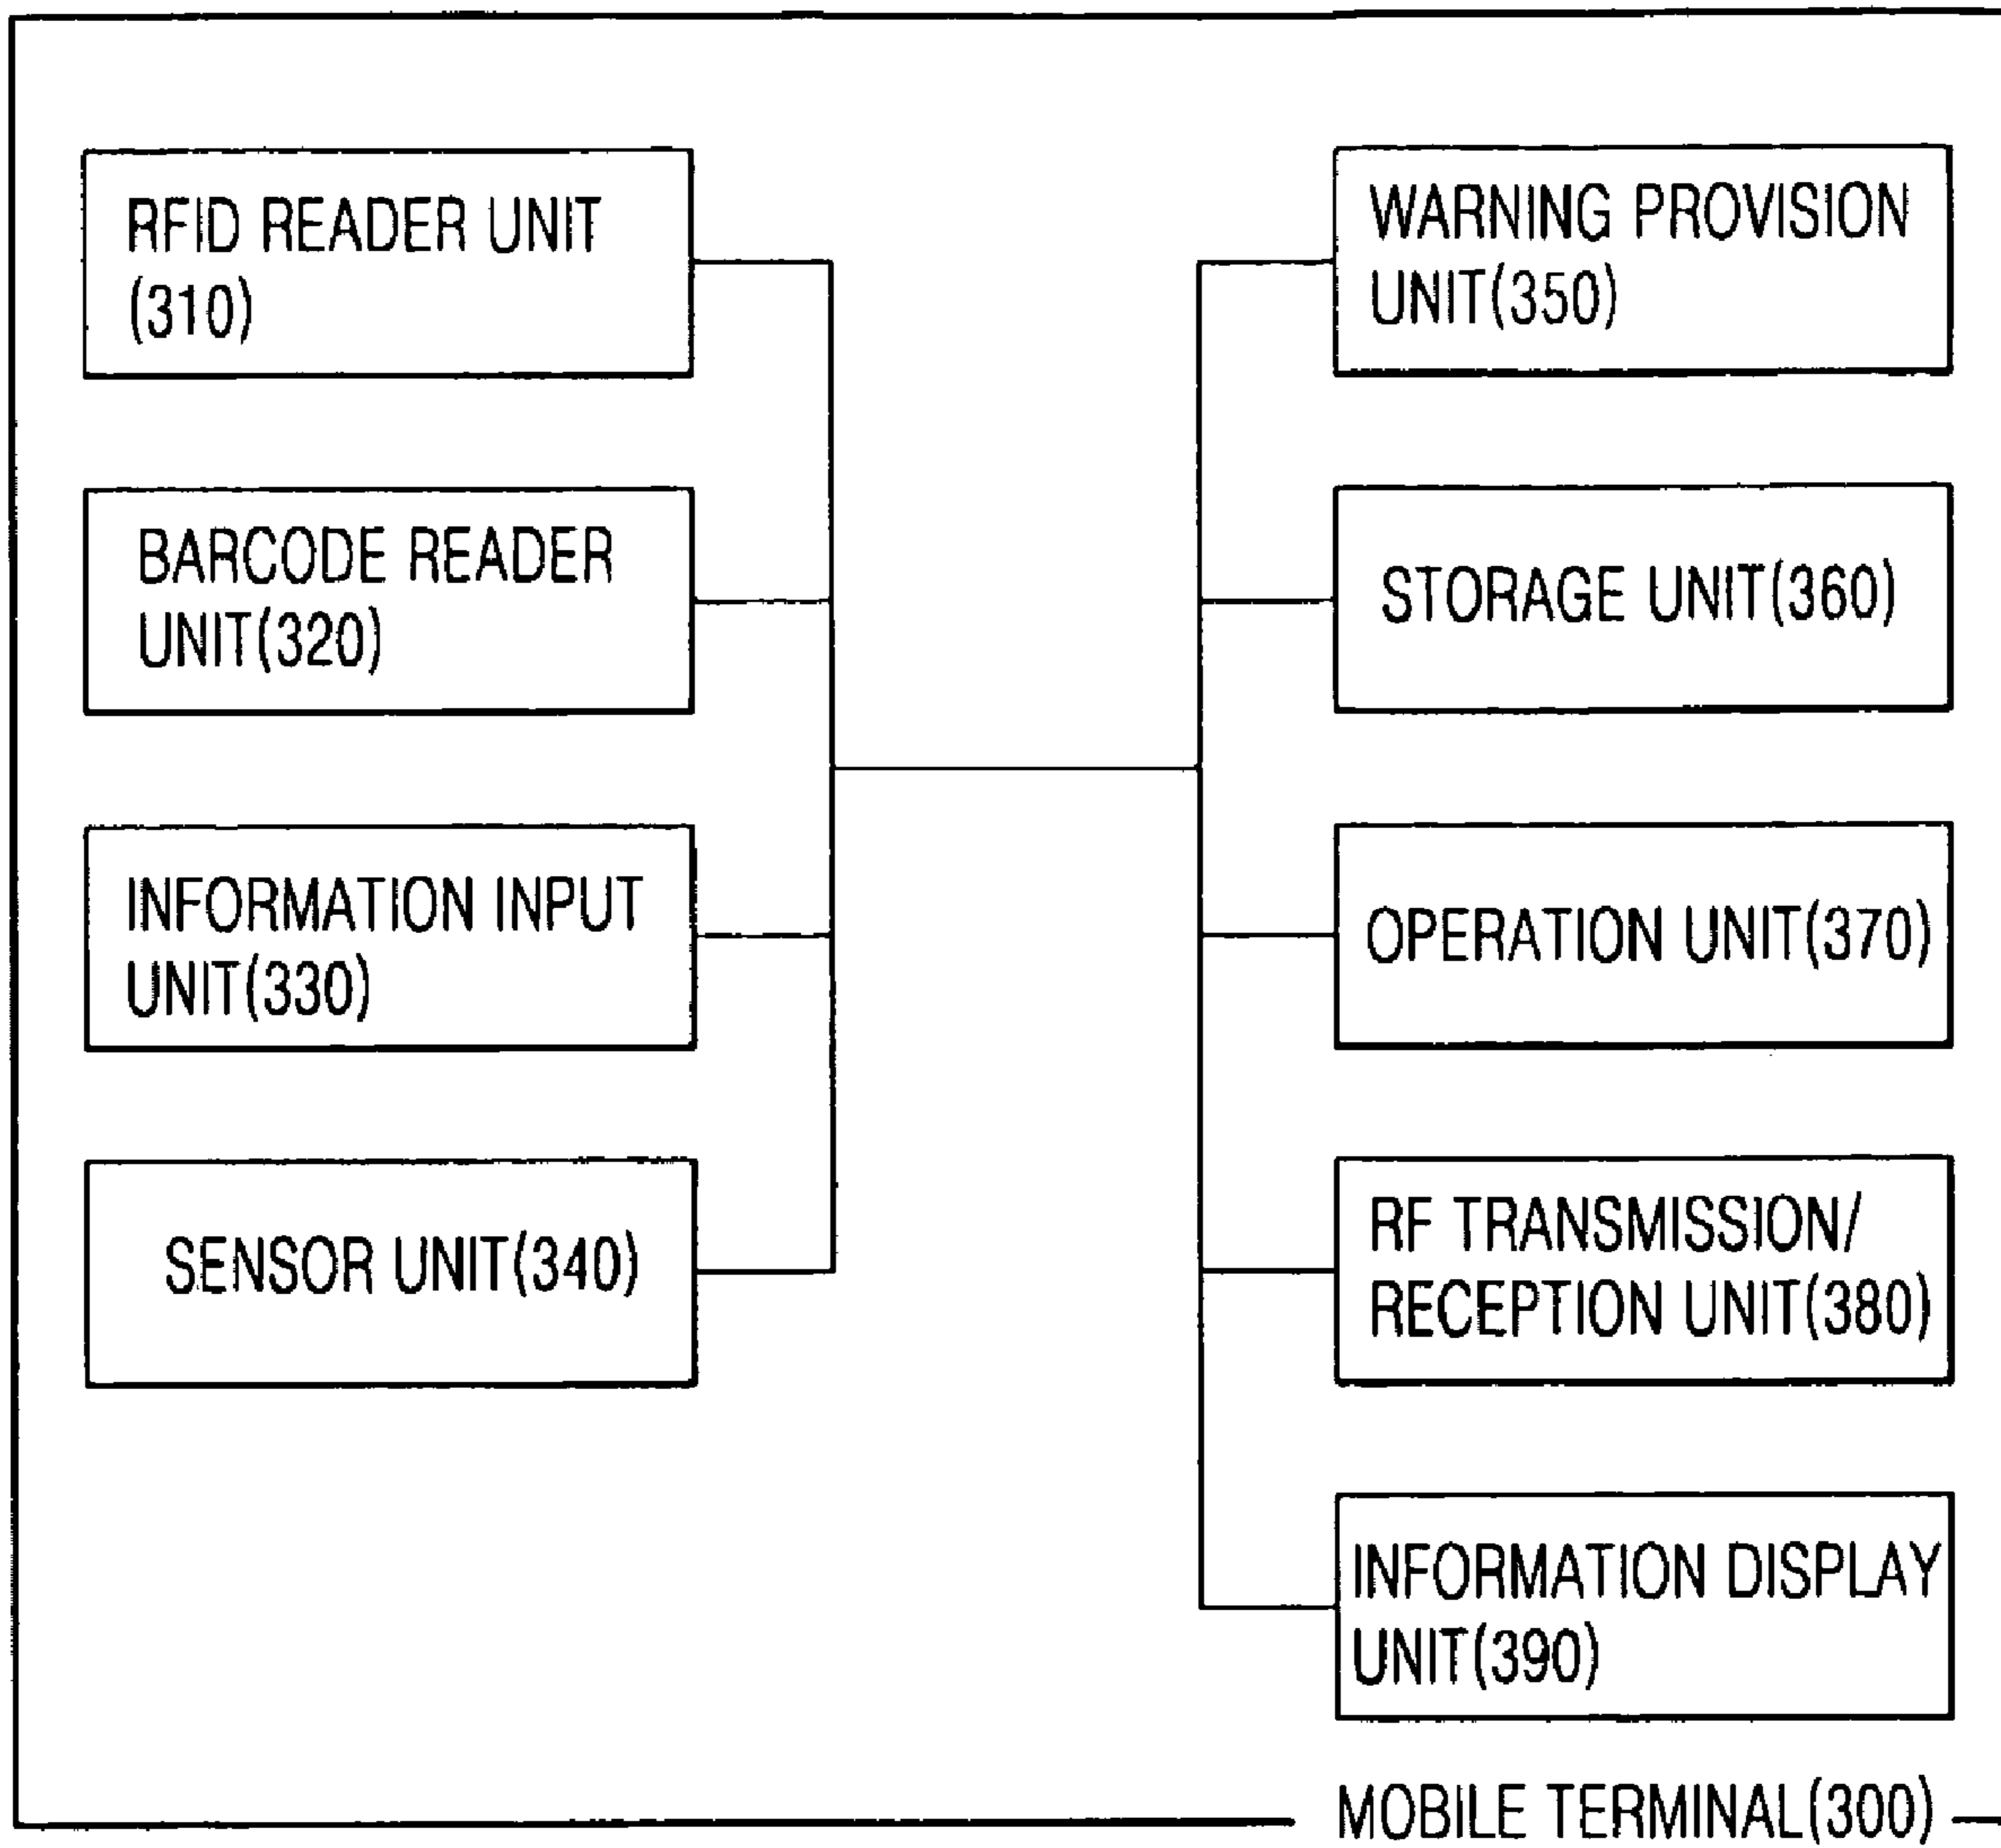 RFID READER UNIT
(310)
BARCODE READER
UNIT(320)
INFORMATION INPUT
UNIT(330)
SENSOR UNIT(340)
WARNING PROVISION
UNIT(350)
STORAGE UNIT(360)
OPERATION UNIT(370)
RF TRANSMISSION/
RECEPTION UNIT(380)
INFORMATION DISPLAY
UNIT(390)
MOBILE TERMINAL(300)